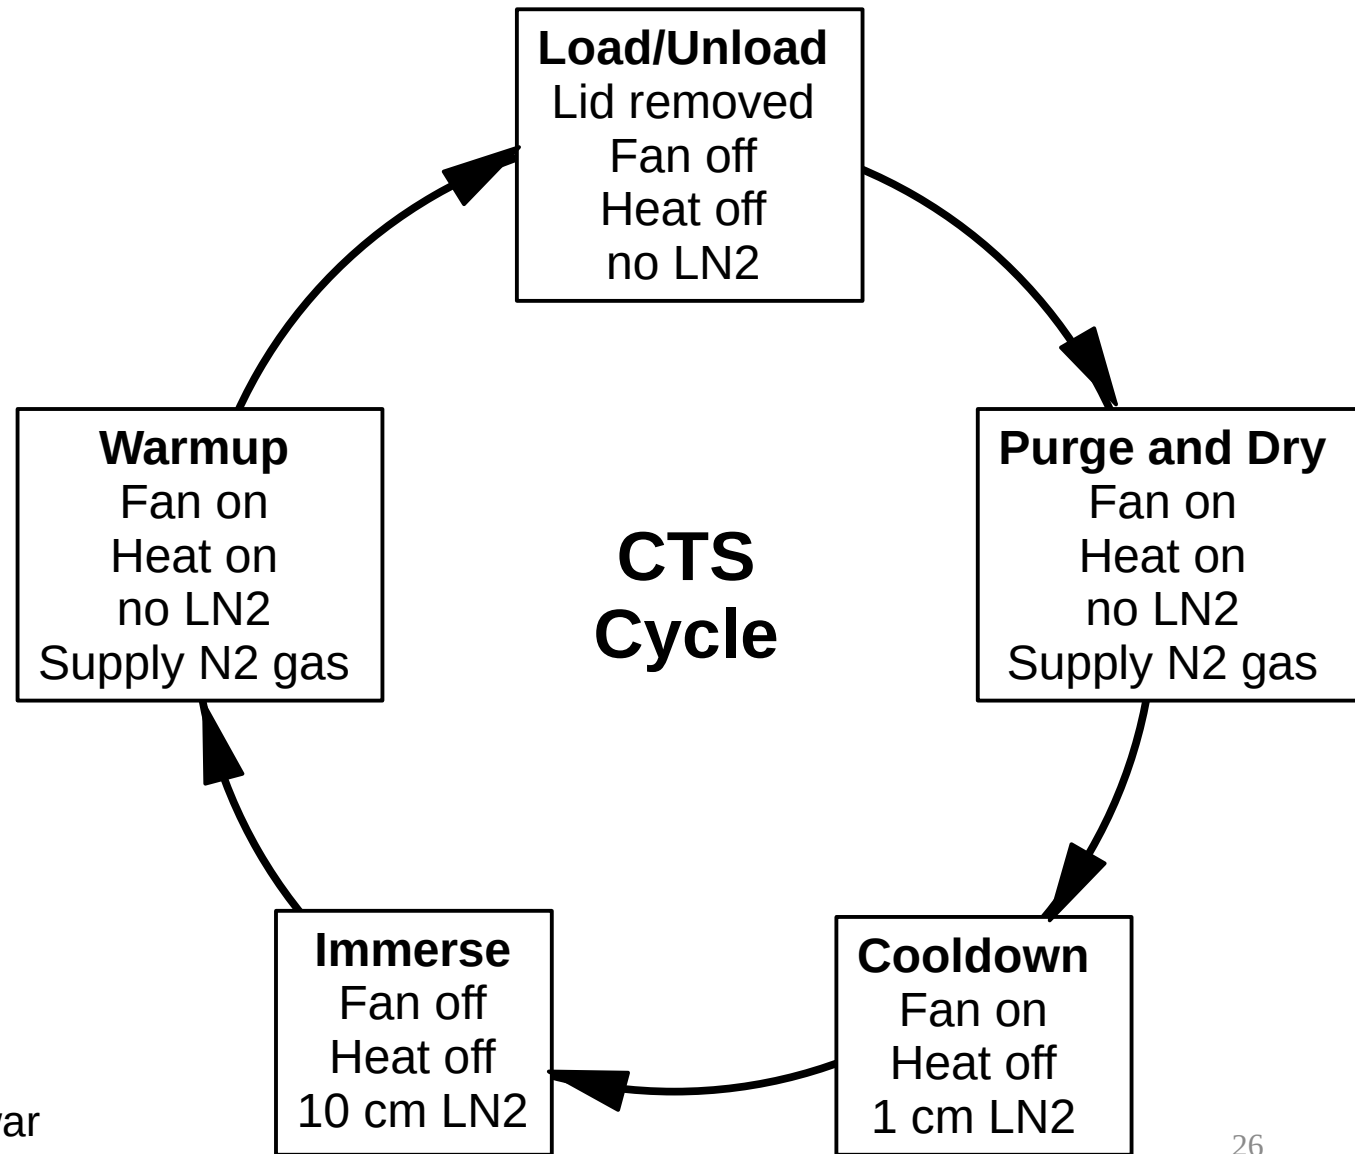 Load/Unload
Lid removed
Fan off
Heat off
no LN2
Warmup
Fan on
Heat on
no LN2
Supply N2 gas
CTS
Cycle
Purge and Dry
Fan on
Heat on
no LN2
Supply N2 gas
Immerse
Fan off
Heat off
10 cm LN2
Cooldown
Fan on
Heat off
1 cm LN2
26